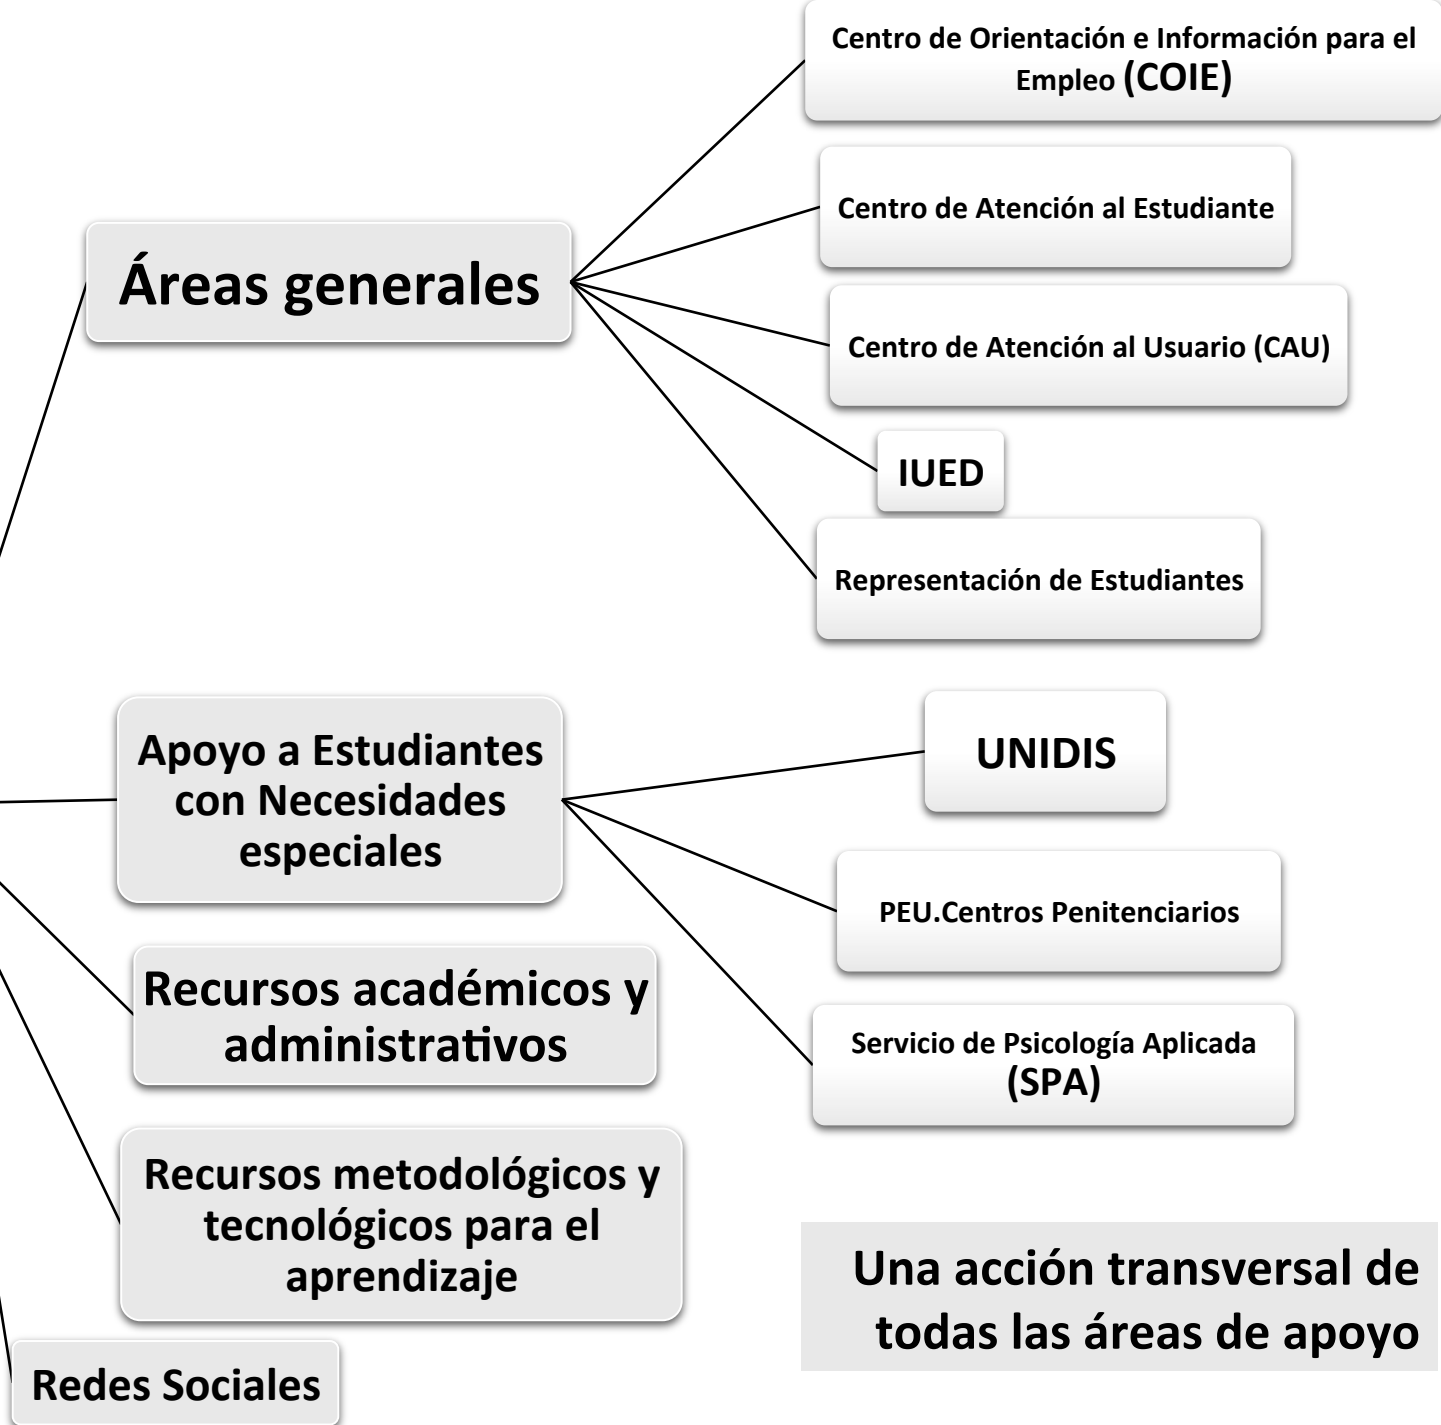 Centro de Orientación e Información para el
Empleo (COIE)
Centro de Atención al Estudiante
Áreas generales
Centro de Atención al Usuario (CAU)
IUED
Representación de Estudiantes
Apoyo a Estudiantes
con Necesidades
especiales
UNIDIS
PEU.Centros Penitenciarios
Servicio de Psicología Aplicada
(SPA)
Recursos académicos y
administrativos
Recursos metodológicos y
tecnológicos para el
aprendizaje
Redes Sociales
Una acción transversal de
todas las áreas de apoyo